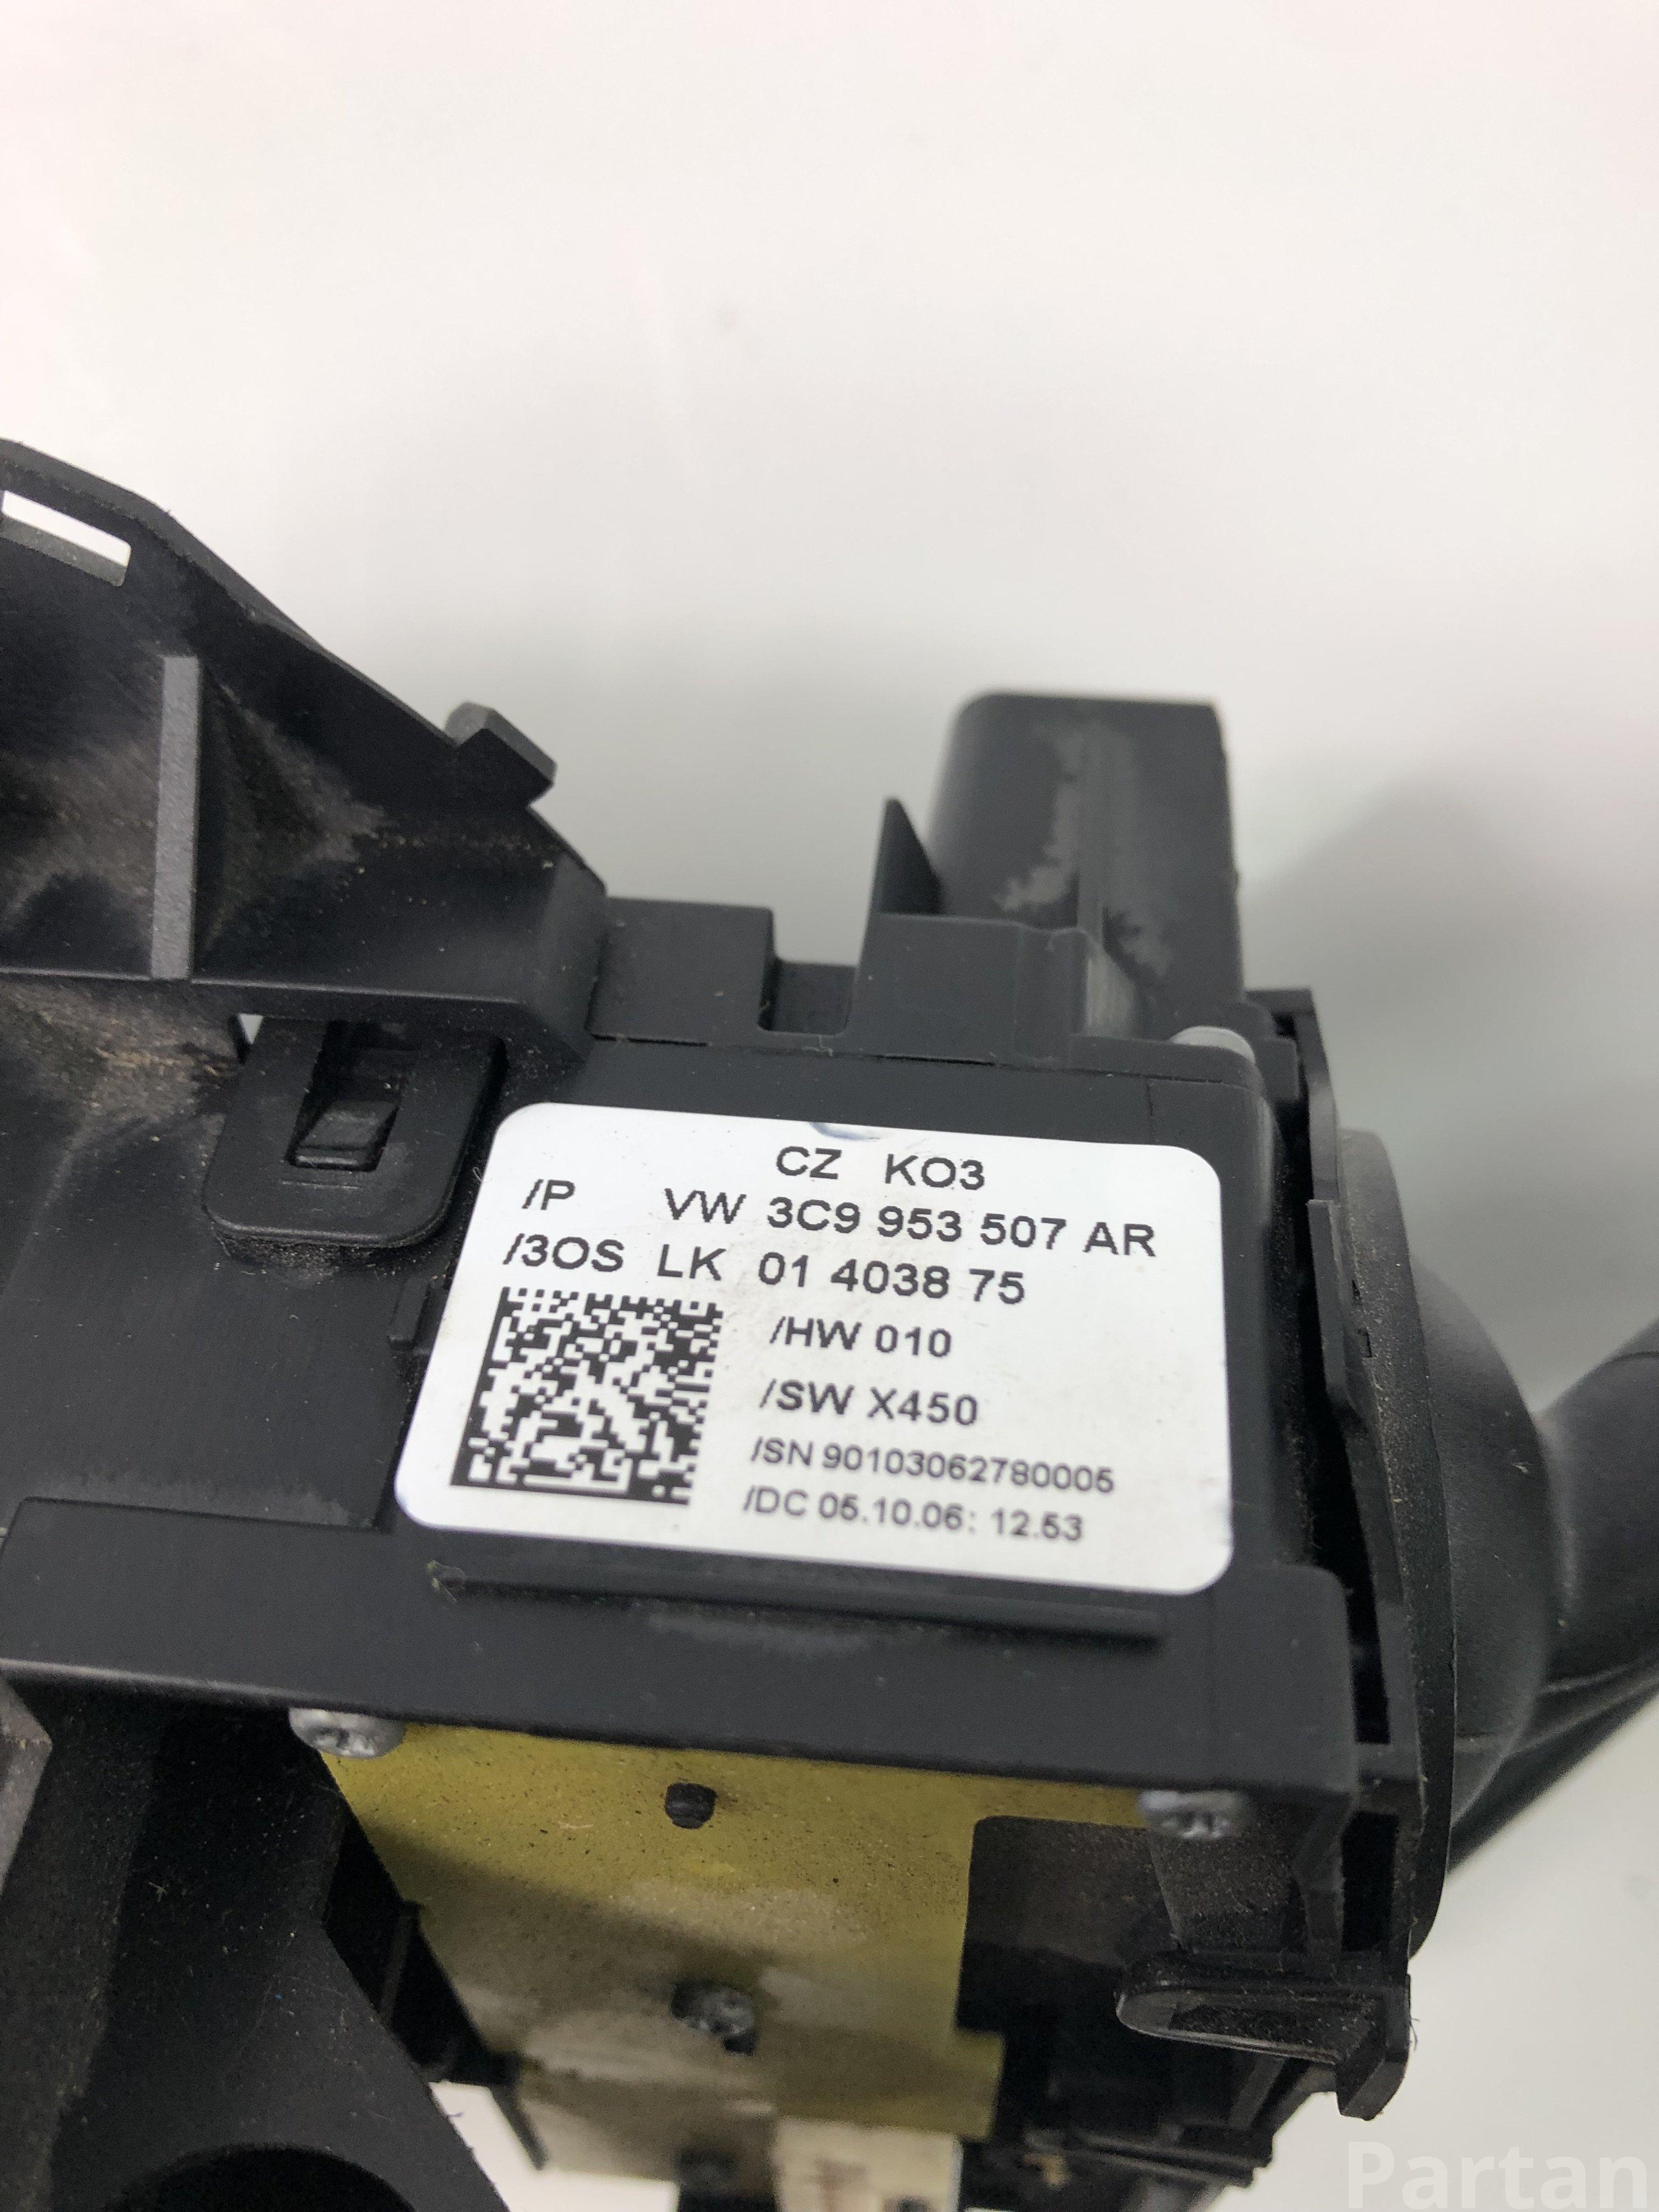 CZ KO3
/P VW 3C9 953 507 AR
/3OS LK 01 4038 75
/HW 010
/SW X450
/SN 90103062780005
/DC 05.10.06: 12.53
Partan